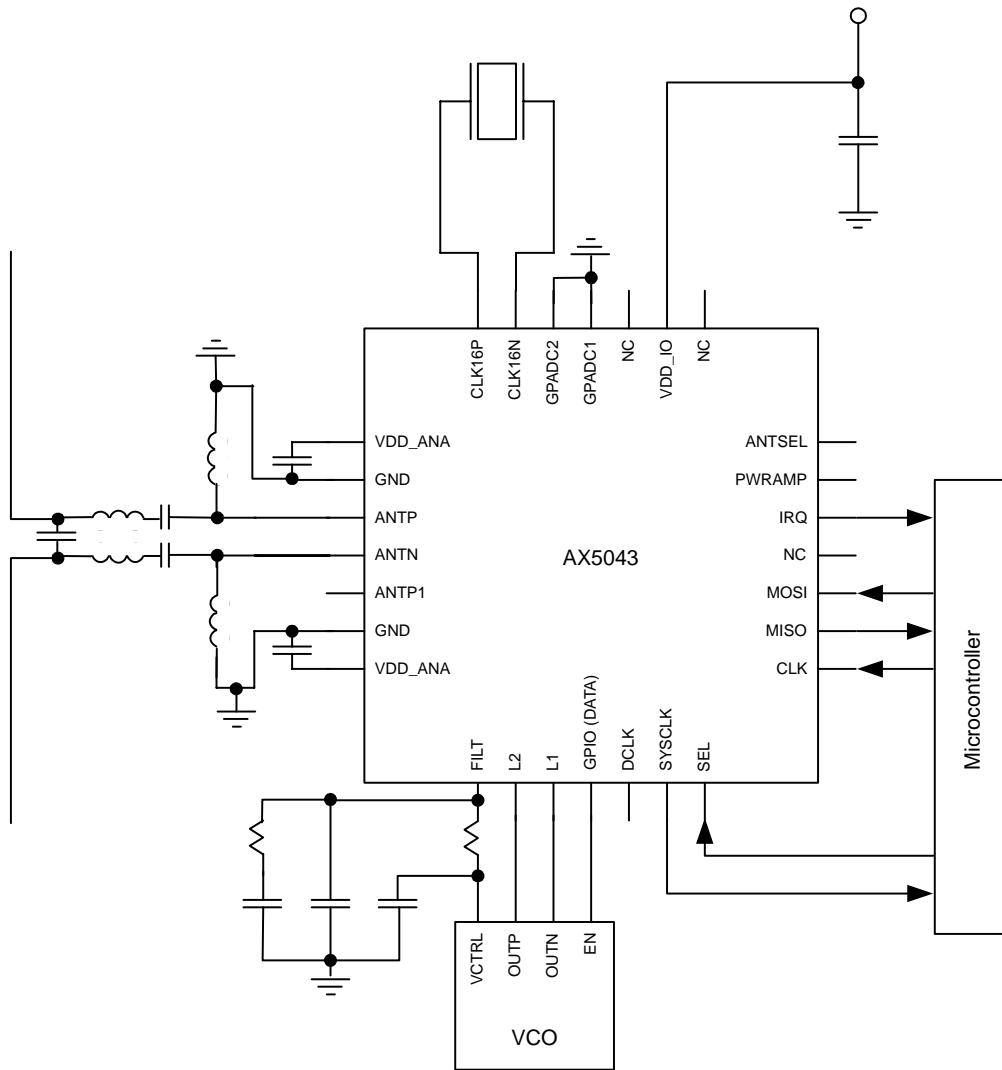 CLK16P
CLK16N
GPADC2
GPADC1
NC
VDD_IO
NC
VDD_ANA
GND
ANTP
ANTN
ANTP1
GND
VDD_ANA
AX5043
ANTSEL
PWRAMP
IRQ
NC
MOSI
MISO
CLK
Microcontroller
FILT
L2
L1
GPIO (DATA)
DCLK
SYSCLK
SEL
VCTRL
OUTP
OUTN
EN
VCO